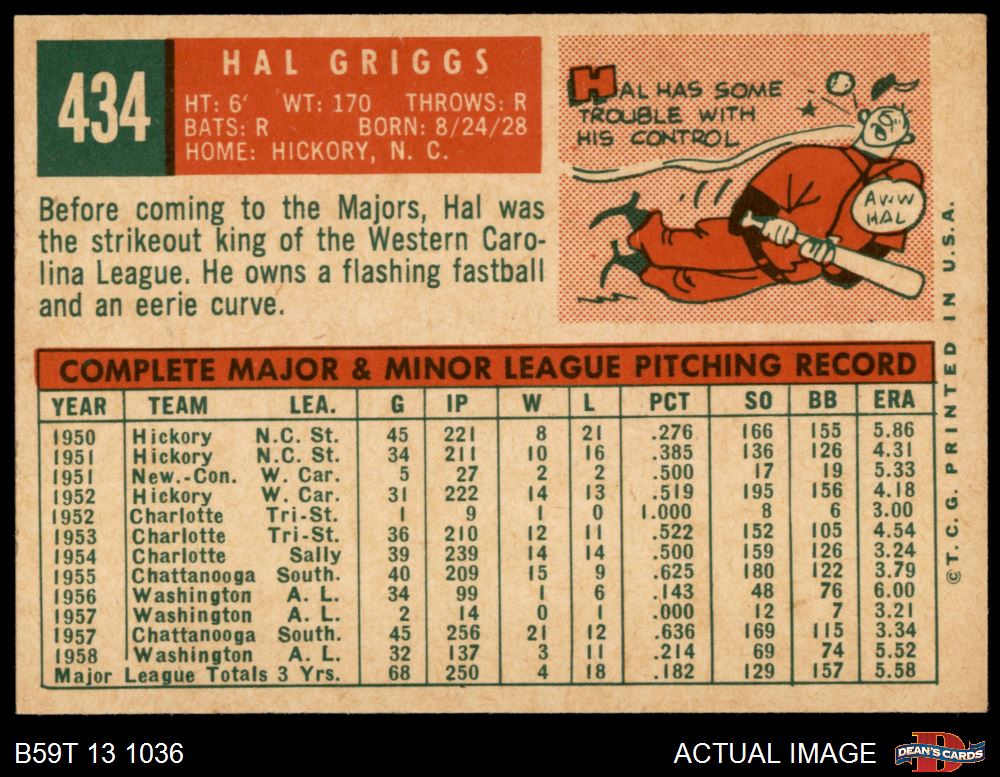 434
HAL GRIGGS
HT: 6' WT: 170 THROWS: R
BATS: R BORN: 8/24/28
HOME: HICKORY, N. C.
Before coming to the Majors, Hal was
the strikeout king of the Western Caro-
lina League. He owns a flashing fastball
and an eerie curve.
HAL HAS SOME
TROUBLE WITH
HIS CONTROL
AWW
HAL
COMPLETE MAJOR & MINOR LEAGUE PITCHING RECORD
YEAR TEAM LEA. G IP W L PCT SO BB ERA
1950 Hickory N.C. St. 45 221 8 21 .276 166 155 5.86
1951 Hickory N.C. St. 34 211 10 16 .385 136 126 4.31
1951 New.-Con. W. Car. 5 27 2 2 .500 17 19 5.33
1952 Hickory W. Car. 31 222 14 13 .519 195 156 4.18
1952 Charlotte Tri-St. 1 9 1 0 1.000 8 6 3.00
1953 Charlotte Tri-St. 36 210 12 11 .522 152 105 4.54
1954 Charlotte Sally 39 239 14 14 .500 159 126 3.24
1955 Chattanooga South. 40 209 15 9 .625 180 122 3.79
1956 Washington A. L. 34 99 1 6 .143 48 76 6.00
1957 Washington A. L. 2 14 0 1 .000 12 7 3.21
1957 Chattanooga South. 45 256 21 12 .636 169 115 3.34
1958 Washington A. L. 32 137 3 11 .214 69 74 5.52
Major League Totals 3 Yrs. 68 250 4 18 .182 129 157 5.58
© T. C. G. PRINTED IN U.S.A.
B59T 13 1036
ACTUAL IMAGE
D
DEAN'S CARDS